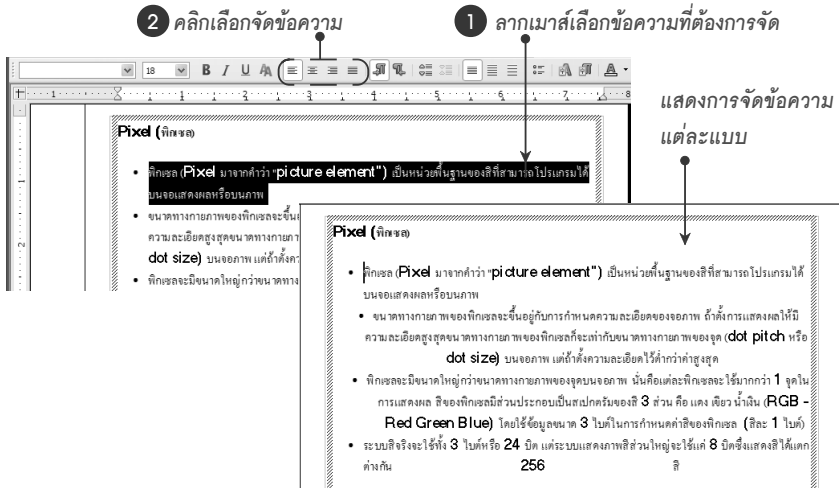 2 คลิกเลือกจัดข้อความ
1 ลากเมาส์เลือกข้อความที่ต้องการจัด
18
B I U
1 1 2 3 4 5 6 7 8
แสดงการจัดข้อความ
แต่ละแบบ
Pixel (พิกเซล)
• พิกเซล (Pixel มาจากคำว่า "picture element") เป็นหน่วยพื้นฐานของสีที่สามารถโปรแกรมได้
บนจอแสดงผลหรือบนภาพ
• ขนาดทางกายภาพของพิกเซลจะขึ้น
ความละเอียดสูงสุดขนาดทางกายภา
dot size) บนจอภาพ แต่ถ้าตั้งคว
• พิกเซลจะมีขนาดใหญ่กว่าขนาดทาง
Pixel (พิกเซล)
• พิกเซล (Pixel มาจากคำว่า "picture element") เป็นหน่วยพื้นฐานของสีที่สามารถโปรแกรมได้
บนจอแสดงผลหรือบนภาพ
• ขนาดทางกายภาพของพิกเซลจะขึ้นอยู่กับการกำหนดความละเอียดของจอภาพ ถ้าตั้งการแสดงผลให้มี
ความละเอียดสูงสุดขนาดทางกายภาพของพิกเซลก็จะเท่ากับขนาดทางกายภาพของจุด (dot pitch หรือ
dot size) บนจอภาพ แต่ถ้าตั้งความละเอียดไว้ต่ำกว่าค่าสูงสุด
• พิกเซลจะมีขนาดใหญ่กว่าขนาดทางกายภาพของจุดบนจอภาพ นั่นคือแต่ละพิกเซลจะใช้มากกว่า 1 จุดใน
การแสดงผล สีของพิกเซลมีส่วนประกอบเป็นสเปกตรัมของสี 3 ส่วน คือ แดง เขียว น้ำเงิน (RGB -
Red Green Blue) โดยใช้ข้อมูลขนาด 3 ไบต์ในการกำหนดค่าสีของพิกเซล (สีละ 1 ไบต์)
• ระบบสีจริงจะใช้ทั้ง 3 ไบต์หรือ 24 บิต แต่ระบบแสดงภาพสีส่วนใหญ่จะใช้แค่ 8 บิตซึ่งแสดงสีได้แตก
ต่างกัน 256 สี